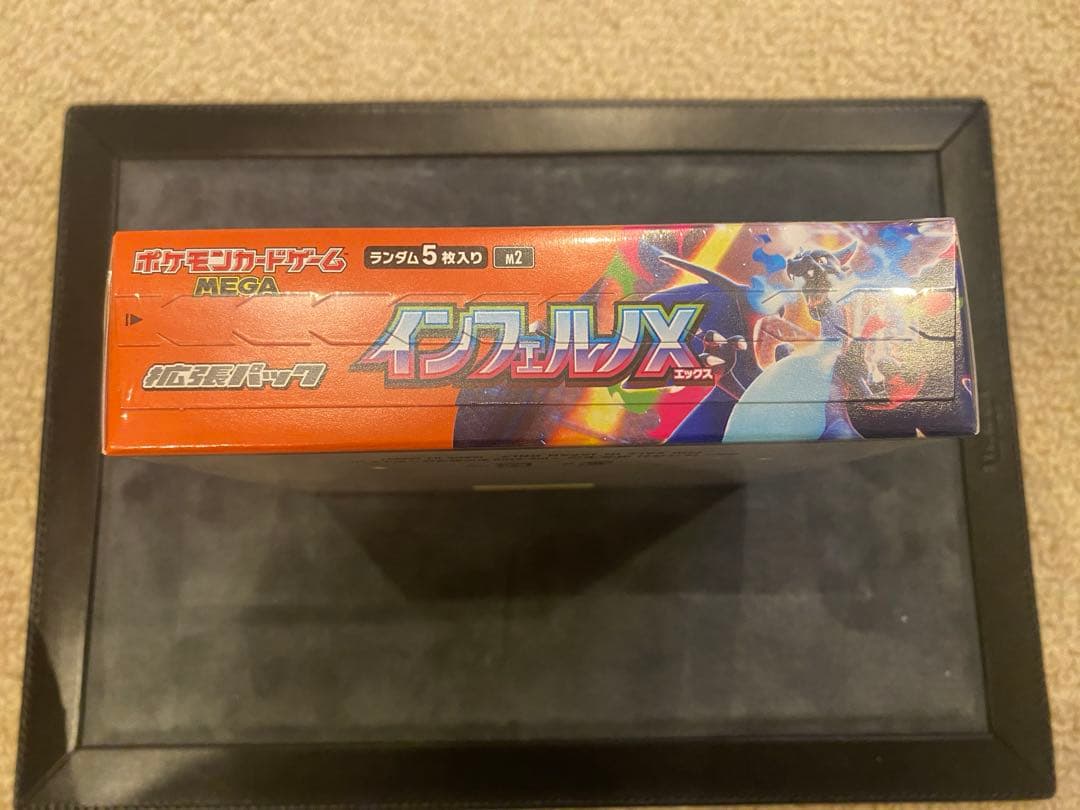 ポケモンカードゲーム
MEGA
ランダム5枚入り
M2
拡張パック
インフェルノX
エックス